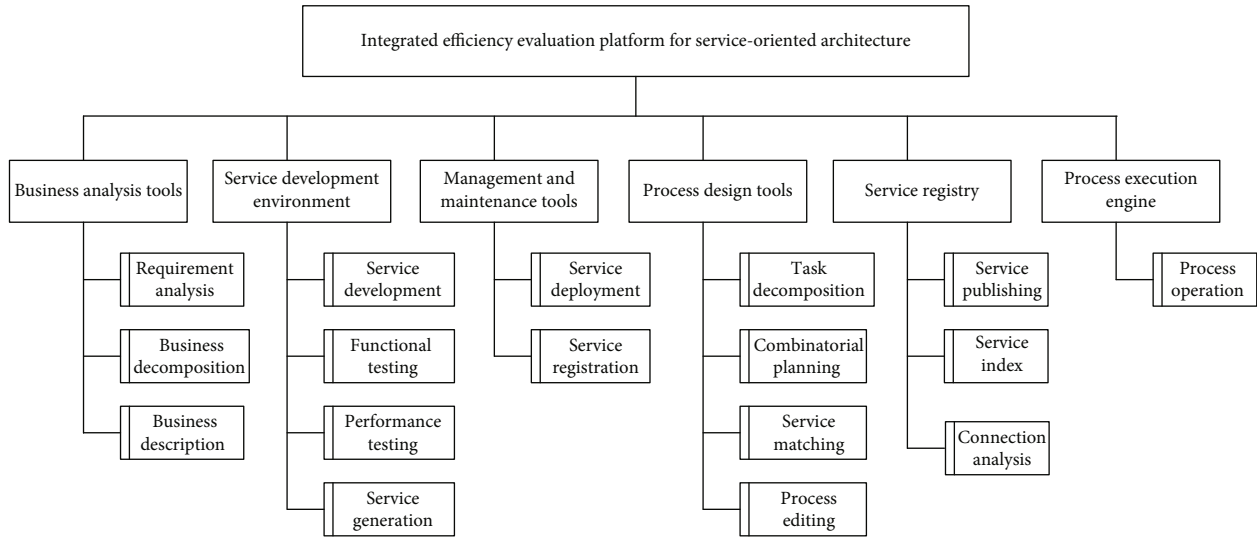 Integrated efficiency evaluation platform for service-oriented architecture
Business analysis tools
Service development
environment
Management and
maintenance tools
Process design tools
Service registry
Process execution
engine
Requirement
analysis
Business
decomposition
Business
description
Service
development
Functional
testing
Performance
testing
Service
generation
Service
deployment
Service
registration
Task
decomposition
Combinatorial
planning
Service
matching
Process
editing
Service
publishing
Service
index
Connection
analysis
Process
operation